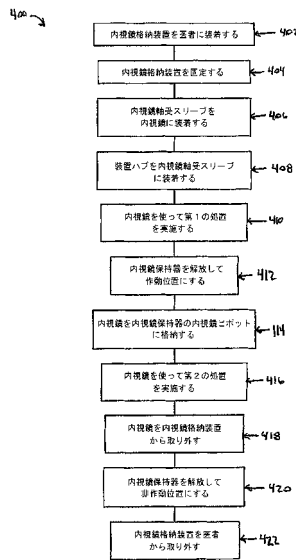 400
内視鏡格納装置を医者に装着する
402
内視鏡格納装置を固定する
404
内視鏡軸受スリーブを
内視鏡に装着する
406
装置ハブを内視鏡軸受スリーブ
に装着する
408
内視鏡を使って第１の処置
を実施する
410
内視鏡保持器を解放して
作動位置にする
412
内視鏡を内視鏡保持器の内視鏡ピボット
に格納する
114
内視鏡を使って第２の処置
を実施する
416
内視鏡を内視鏡格納装置
から取り外す
418
内視鏡保持器を解放して
非作動位置にする
420
内視鏡格納装置を医者
から取り外す
422